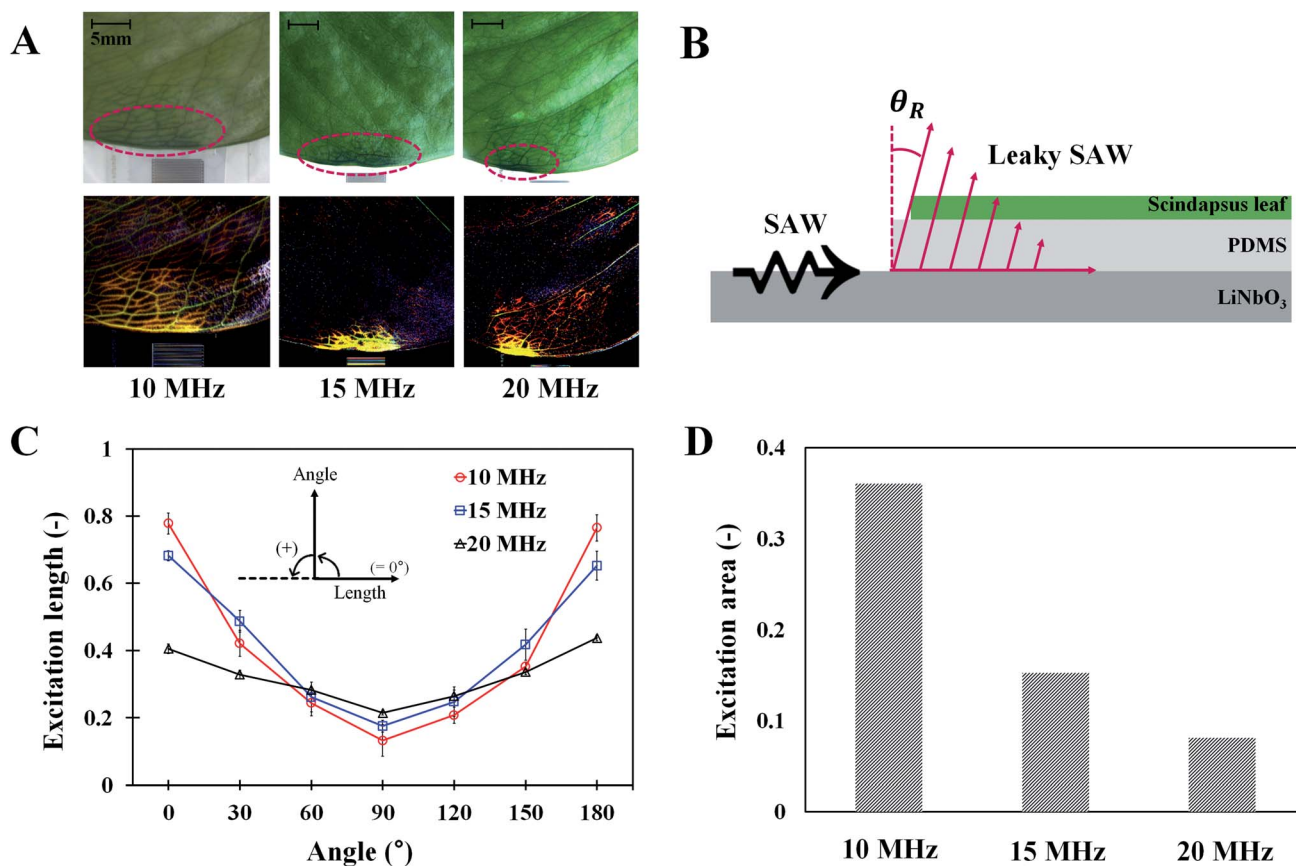 A
5mm
10 MHz
15 MHz
20 MHz
B
θR
Leaky SAW
SAW
Scindapsus leaf
PDMS
LiNbO₃
C
Excitation length (-)
1
0.8
0.6
0.4
0.2
0
Angle
(+)
(= 0°)
Length
10 MHz
15 MHz
20 MHz
0 30 60 90 120 150 180
Angle (°)
D
Excitation area (-)
0.4
0.3
0.2
0.1
0
10 MHz
15 MHz
20 MHz